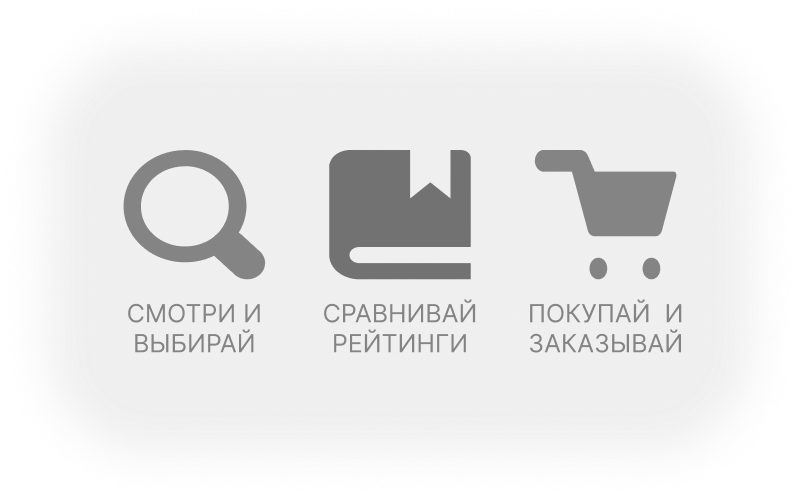 СМОТРИ И
ВЫБИРАЙ
СРАВНИВАЙ
РЕЙТИНГИ
ПОКУПАЙ  И
ЗАКАЗЫВАЙ